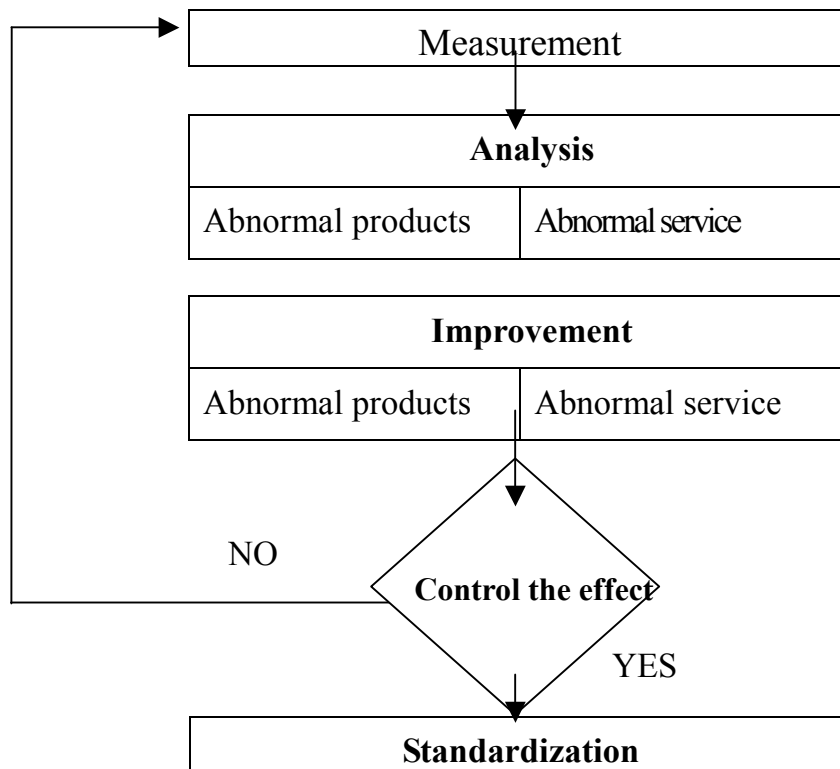 Measurement
Analysis
Abnormal products Abnormal service
Improvement
Abnormal products Abnormal service
NO
Control the effect
YES
Standardization